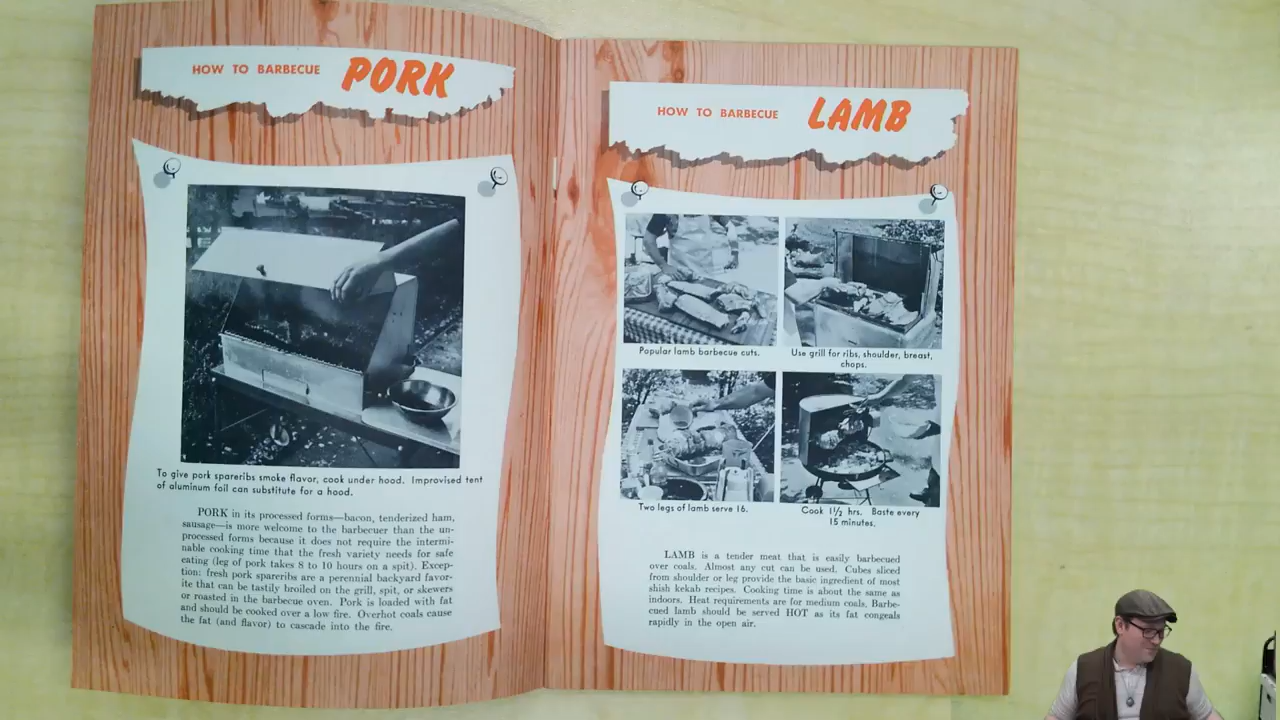 HOW TO BARBECUE PORK
To give pork spareribs smoke flavor, cook under hood. Improvised tent
of aluminum foil can substitute for a hood.
PORK in its processed forms—bacon, tenderized ham,
sausage—is more welcome to the barbecuer than the un-
processed forms because it does not require the intermi-
nable cooking time that the fresh variety needs for safe
eating (leg of pork takes 8 to 10 hours on a spit). Excep-
tion: fresh pork spareribs are a perennial backyard favor-
ite that can be tastily broiled on the grill, spit, or skewers
or roasted in the barbecue oven. Pork is loaded with fat
and should be cooked over a low fire. Overhot coals cause
the fat (and flavor) to cascade into the fire.
HOW TO BARBECUE LAMB
Popular lamb barbecue cuts.
Use grill for ribs, shoulder, breast,
chops.
Two legs of lamb serve 16.
Cook 1½ hrs. Baste every
15 minutes.
LAMB is a tender meat that is easily barbecued
over coals. Almost any cut can be used. Cubes sliced
from shoulder or leg provide the basic ingredient of most
shish kekab recipes. Cooking time is about the same as
indoors. Heat requirements are for medium coals. Barbe-
cued lamb should be served HOT as its fat congeals
rapidly in the open air.